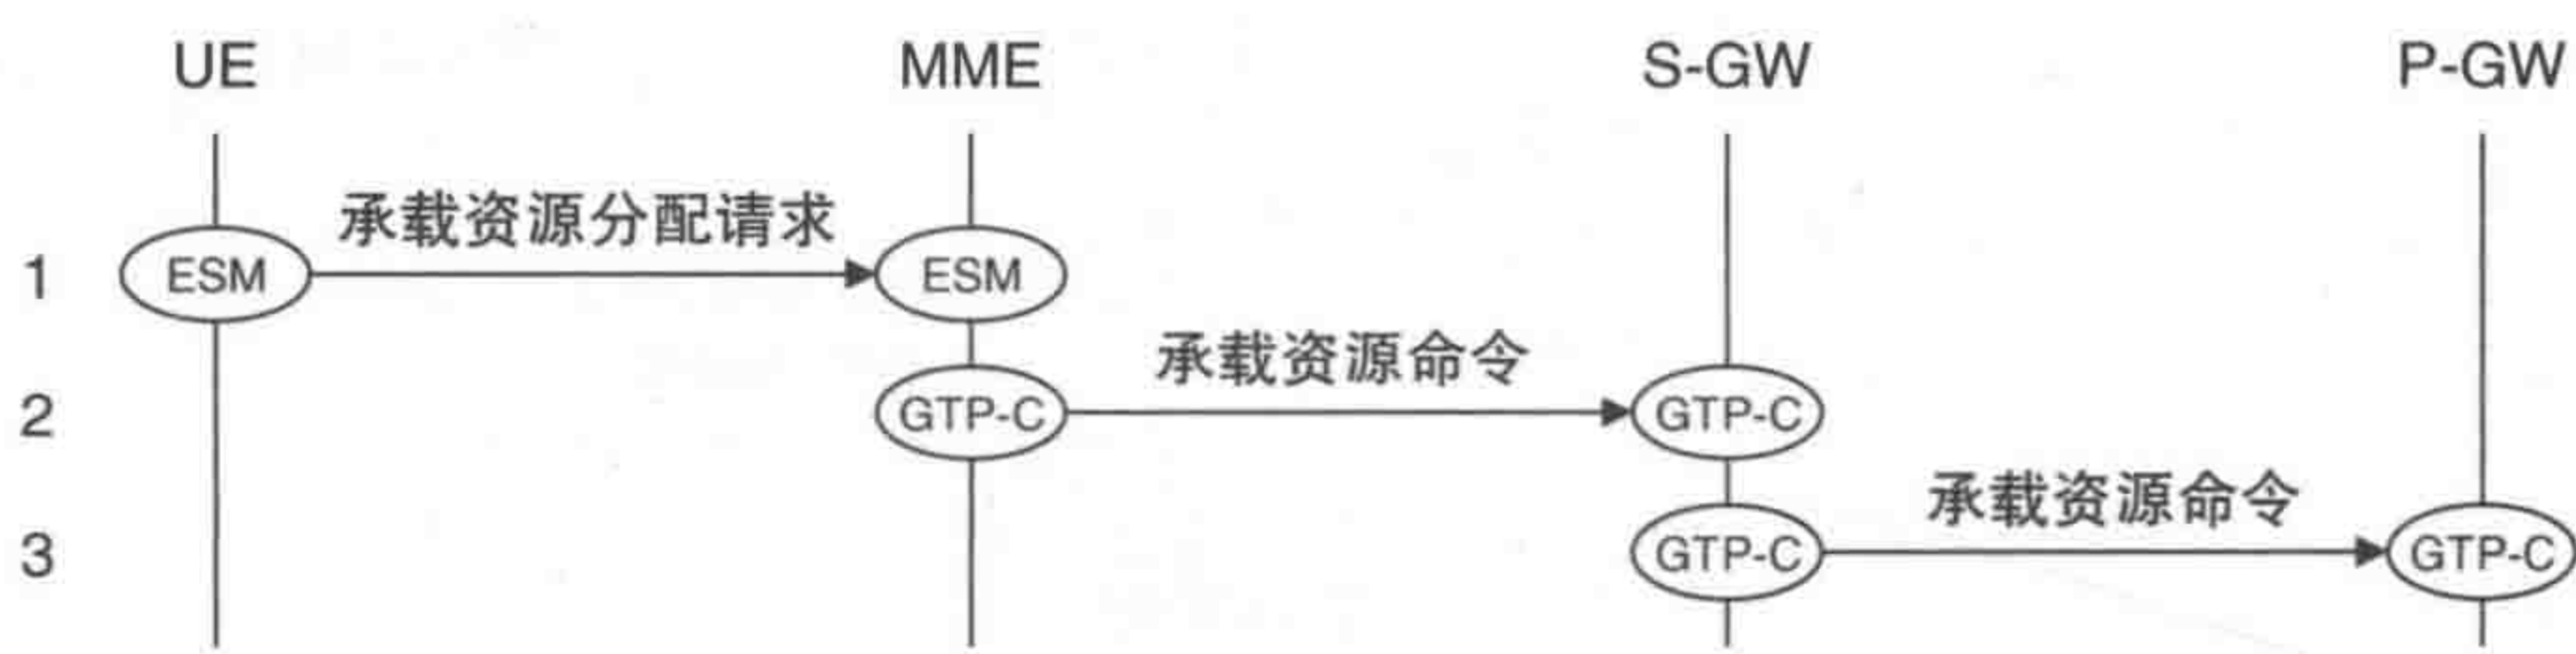 UE MME S-GW P-GW
承载资源分配请求
1 ESM ESM
承载资源命令
2 GTP-C GTP-C
承载资源命令
3 GTP-C GTP-C